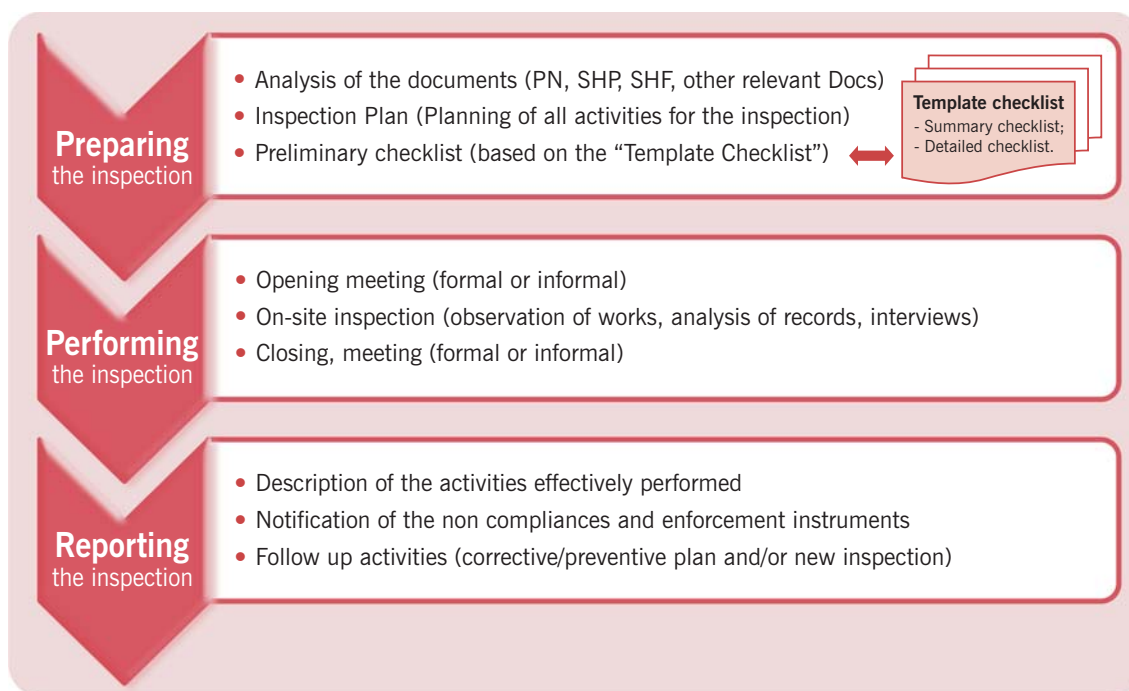 Preparing
the inspection
• Analysis of the documents (PN, SHP, SHF, other relevant Docs)
• Inspection Plan (Planning of all activities for the inspection)
• Preliminary checklist (based on the “Template Checklist”)
Template checklist
- Summary checklist;
- Detailed checklist.
Performing
the inspection
• Opening meeting (formal or informal)
• On-site inspection (observation of works, analysis of records, interviews)
• Closing, meeting (formal or informal)
Reporting
the inspection
• Description of the activities effectively performed
• Notification of the non compliances and enforcement instruments
• Follow up activities (corrective/preventive plan and/or new inspection)